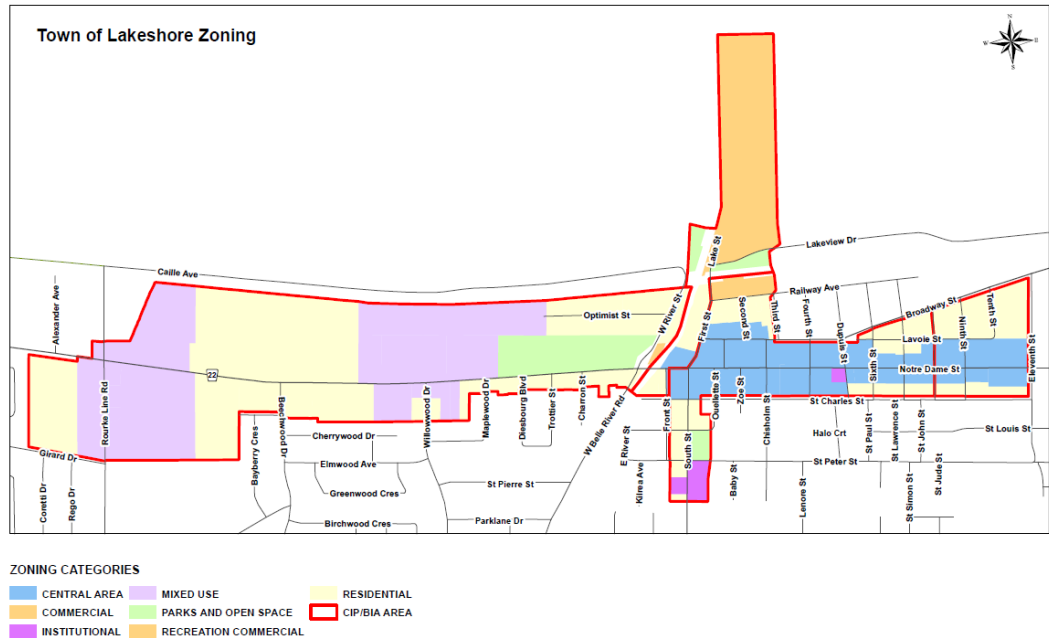 Town of Lakeshore Zoning
N
W
E
S
Lakeview Dr
Lake St
Caille Ave
Alexander Ave
W River St
Railway Ave
Optimist St
First St
Second St
Third St
Fourth St
Dupuis St
Broadway St
Tenth St
Ninth St
Lavoie St
Sixth St
Notre Dame St
Eleventh St
22
Rourke Line Rd
Beechwood Dr
Willowwood Dr
Maplewood Dr
Diesbourg Blvd
Trottier St
Charron St
W Belle River Rd
Front St
Ouellette St
Zoe St
Chisholm St
St Charles St
St Paul St
St Lawrence St
St John St
St Louis St
Halo Crt
Bayberry Cres
Cherrywood Dr
E River St
South St
Girard Dr
Elmwood Ave
St Peter St
Coretti Dr
Rego Dr
Greenwood Cres
St Pierre St
Kilrea Ave
Baby St
Lenore St
St Simon St
St Jude St
Birchwood Cres
Parklane Dr
ZONING CATEGORIES
CENTRAL AREA
MIXED USE
RESIDENTIAL
COMMERCIAL
PARKS AND OPEN SPACE
CIP/BIA AREA
INSTITUTIONAL
RECREATION COMMERCIAL